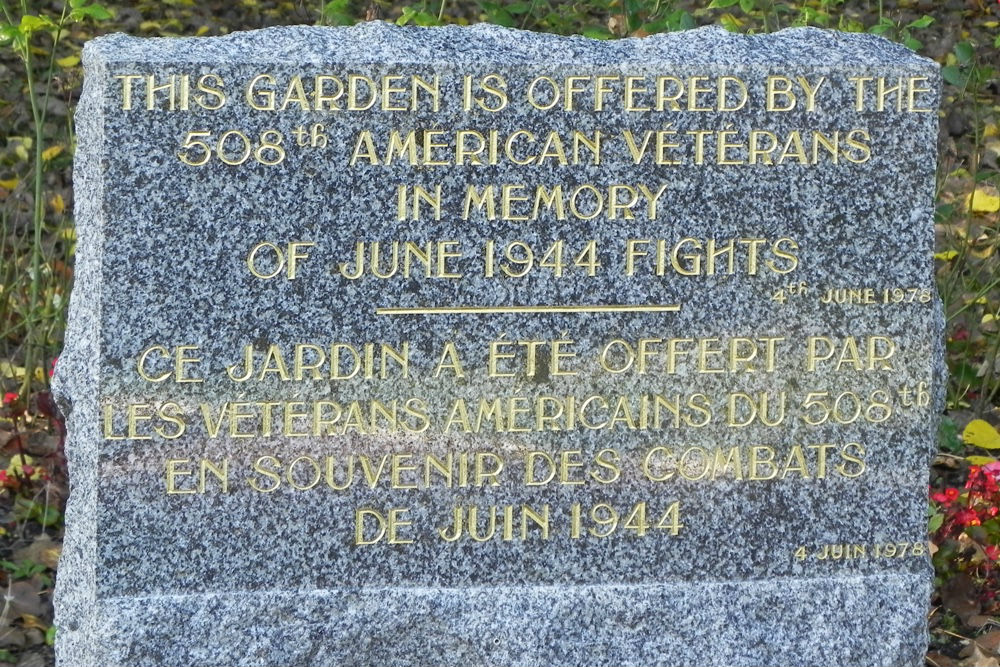 THIS GARDEN IS OFFERED BY THE
508th AMERICAN VÉTÉRANS
IN MEMORY
OF JUNE 1944 FIGHTS
4th JUNE 1978
CE JARDIN A ÉTÉ OFFERT PAR
LES VÉTERANS AMERICAINS DU 508th
EN SOUVENIR DES COMBATS
DE JUIN 1944
4 JUIN 1978